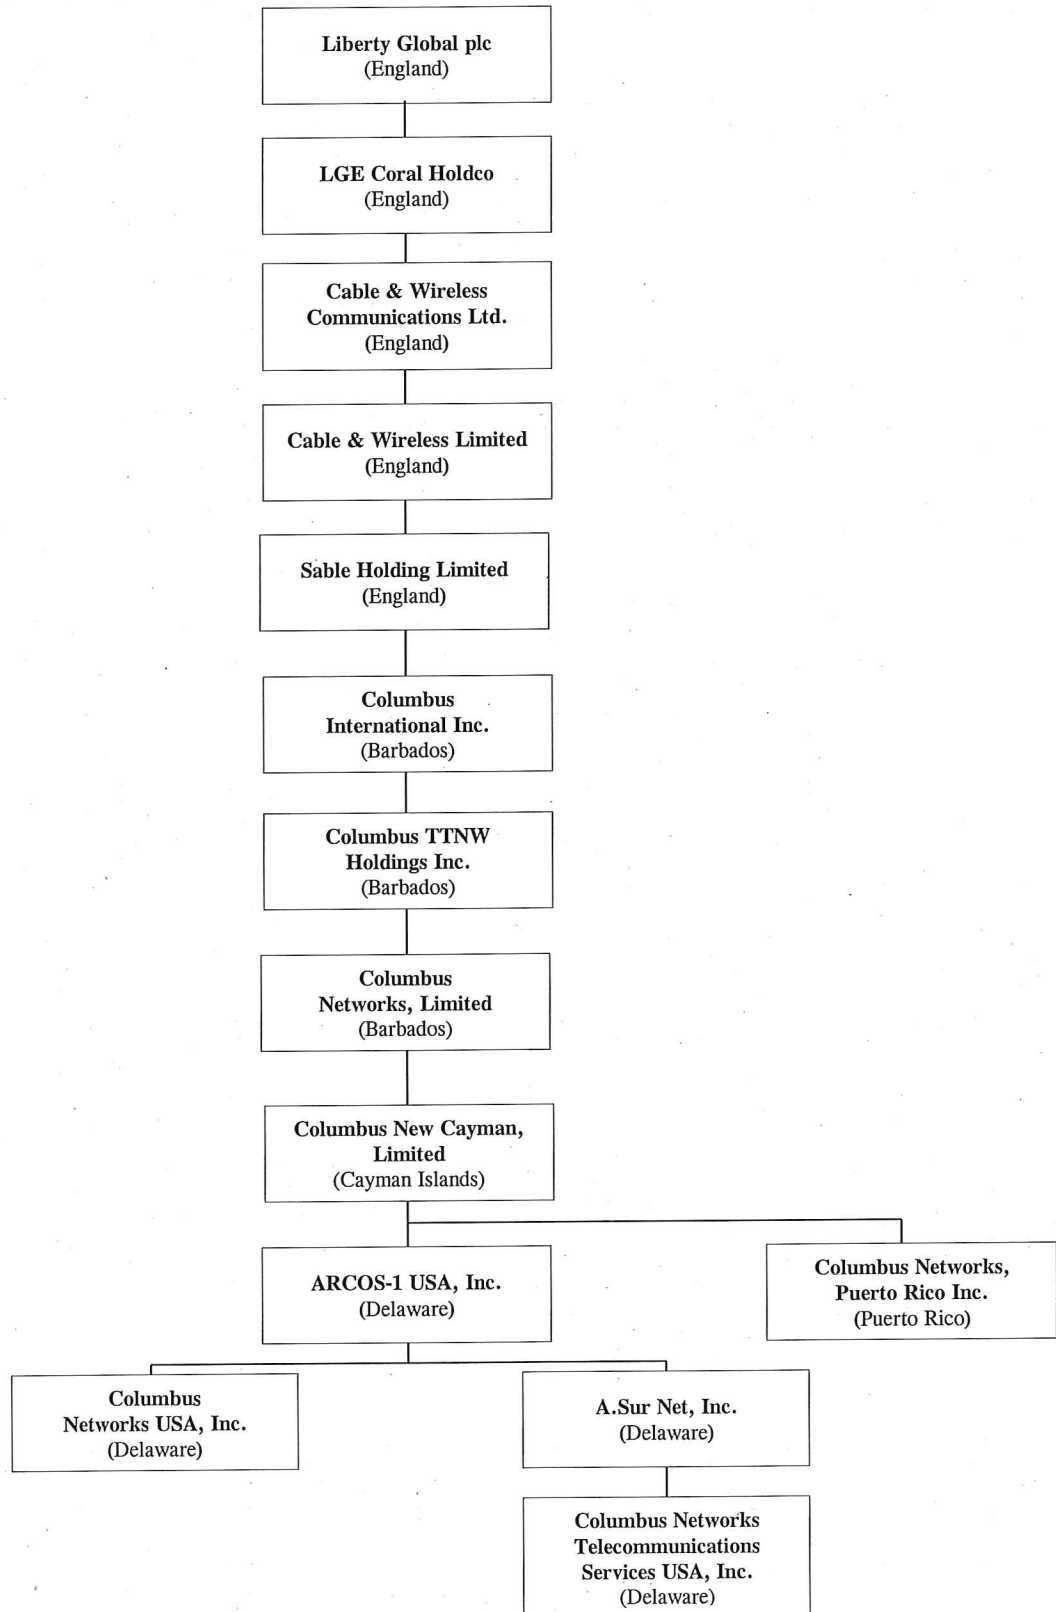 Liberty Global plc
(England)
LGE Coral Holdco
(England)
Cable & Wireless
Communications Ltd.
(England)
Cable & Wireless Limited
(England)
Sable Holding Limited
(England)
Columbus
International Inc.
(Barbados)
Columbus TTNW
Holdings Inc.
(Barbados)
Columbus
Networks, Limited
(Barbados)
Columbus New Cayman,
Limited
(Cayman Islands)
ARCOS-1 USA, Inc.
(Delaware)
Columbus Networks,
Puerto Rico Inc.
(Puerto Rico)
Columbus
Networks USA, Inc.
(Delaware)
A.Sur Net, Inc.
(Delaware)
Columbus Networks
Telecommunications
Services USA, Inc.
(Delaware)